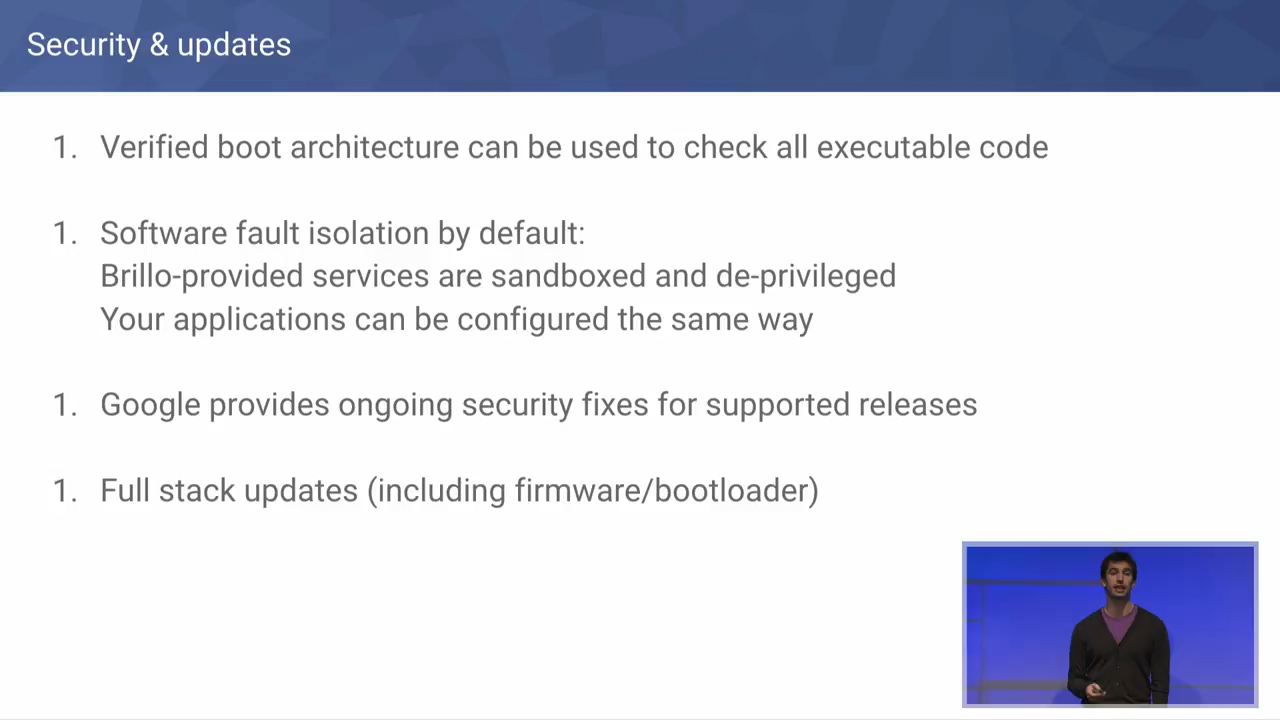 Security & updates
1. Verified boot architecture can be used to check all executable code
1. Software fault isolation by default:
Brillo-provided services are sandboxed and de-privileged
Your applications can be configured the same way
1. Google provides ongoing security fixes for supported releases
1. Full stack updates (including firmware/bootloader)